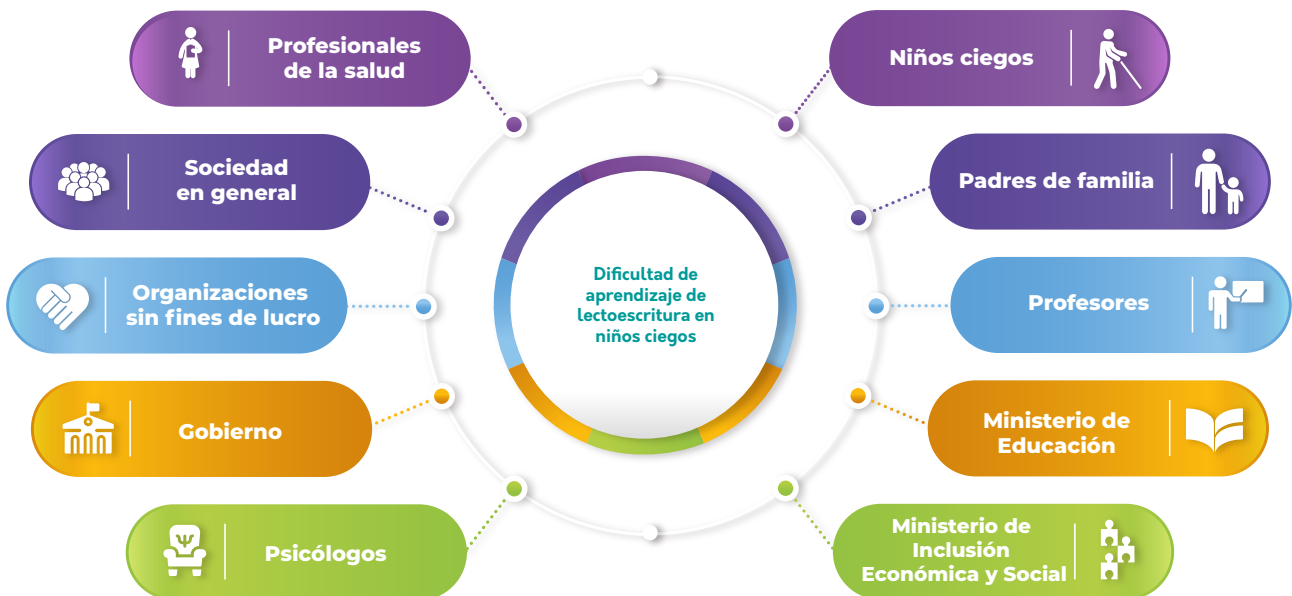 Profesionales
de la salud
Sociedad
en general
Organizaciones
sin fines de lucro
Gobierno
Psicólogos
Dificultad de
aprendizaje de
lectoescritura en
niños ciegos
Niños ciegos
Padres de familia
Profesores
Ministerio de
Educación
Ministerio de
Inclusión
Económica y Social